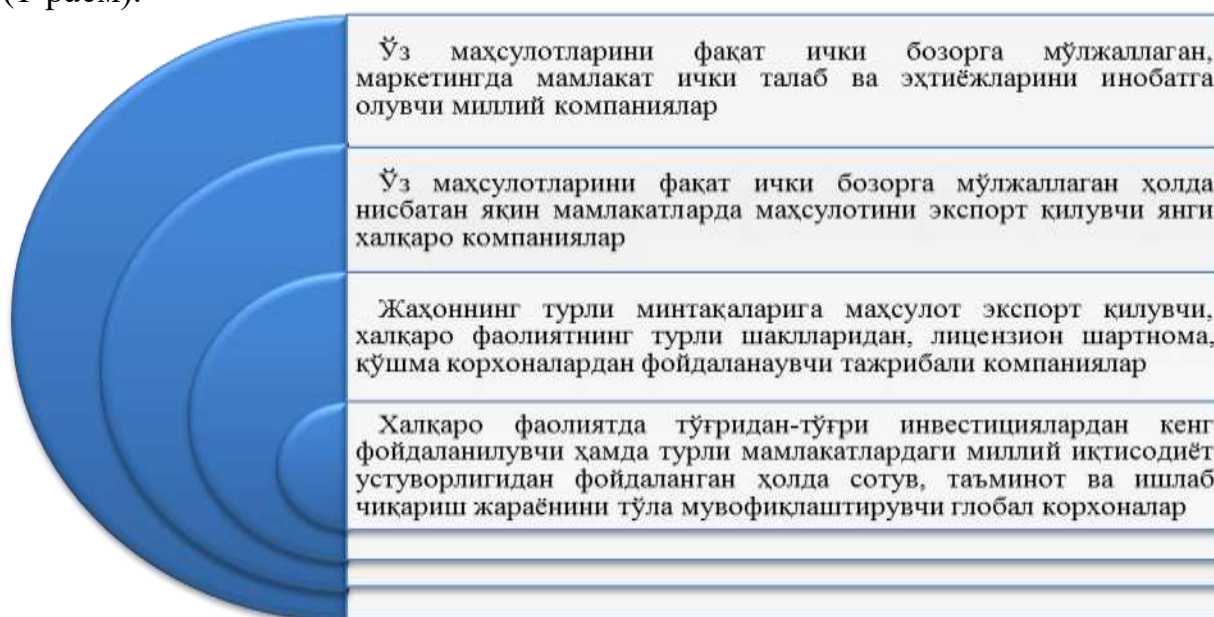 (1-расм).
Ўз маҳсулотларини фақат ички бозорга мўлжаллаган,
маркетингда мамлакат ички талаб ва эҳтиёжларини инобатга
олувчи миллий компаниялар
Ўз маҳсулотларини фақат ички бозорга мўлжаллаган ҳолда
нисбатан яқин мамлакатларда маҳсулотини экспорт қилувчи янги
халқаро компаниялар
Жаҳоннинг турли минтақаларига маҳсулот экспорт қилувчи,
халқаро фаолиятнинг турли шаклларидан, лицензион шартнома,
қўшма корхоналардан фойдаланаувчи тажрибали компаниялар
Халқаро фаолиятда тўғридан-тўғри инвестициялардан кенг
фойдаланилувчи ҳамда турли мамлакатлардаги миллий иқтисодиёт
устуворлигидан фойдаланган ҳолда сотув, таъминот ва ишлаб
чиқариш жараёнини тўла мувофиқлаштирувчи глобал корхоналар